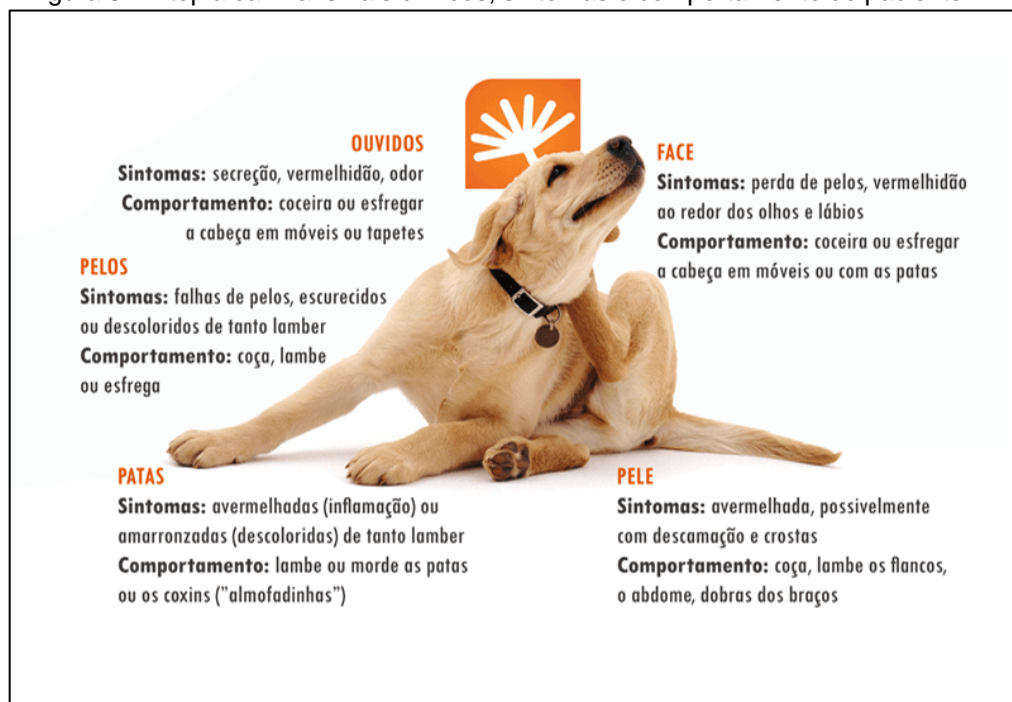 OUVIDOS
Sintomas: secreção, vermelhidão, odor
Comportamento: coceira ou esfregar
a cabeça em móveis ou tapetes
FACE
Sintomas: perda de pelos, vermelhidão
ao redor dos olhos e lábios
Comportamento: coceira ou esfregar
a cabeça em móveis ou com as patas
PELOS
Sintomas: falhas de pelos, escurecidos
ou descoloridos de tanto lamber
Comportamento: coça, lambe
ou esfrega
PATAS
Sintomas: avermelhadas (inflamação) ou
amarronzadas (descoloridas) de tanto lamber
Comportamento: lambe ou morde as patas
ou os coxins ("almofadinhas")
PELE
Sintomas: avermelhada, possivelmente
com descamação e crostas
Comportamento: coça, lambe os flancos,
o abdome, dobras dos braços